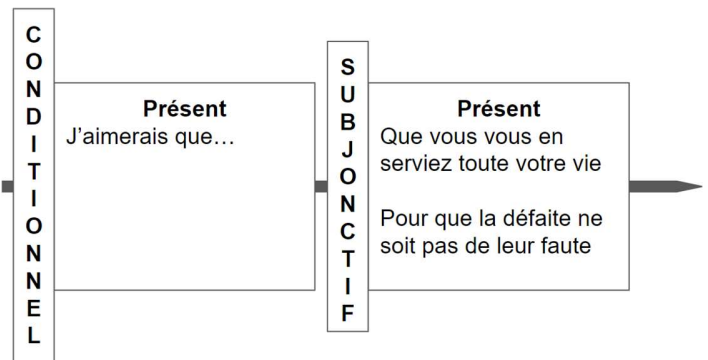 CONDITIONNEL
Présent
J'aimerais que…
SUBJONCTIF
Présent
Que vous vous en
serviez toute votre vie
Pour que la défaite ne
soit pas de leur faute